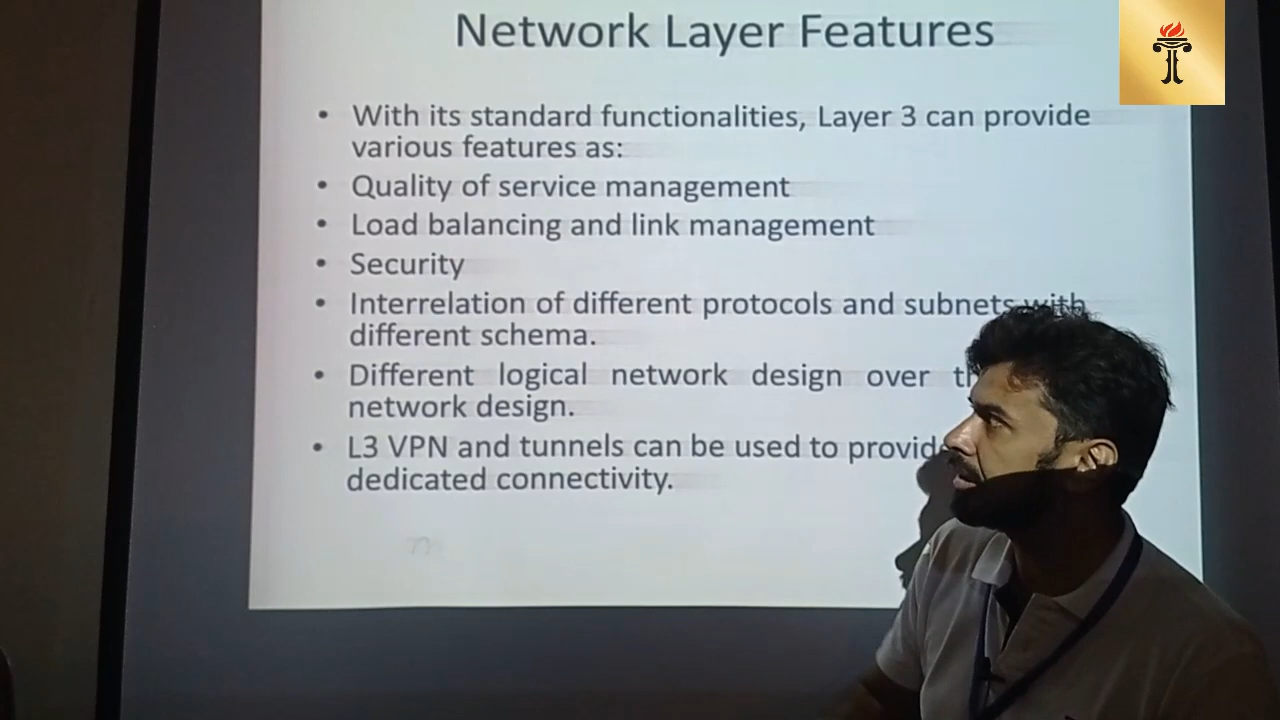 Network Layer Features
• With its standard functionalities, Layer 3 can provide
various features as:
• Quality of service management
• Load balancing and link management
• Security
• Interrelation of different protocols and subnets with
different schema.
• Different logical network design over
network design.
• L3 VPN and tunnels can be used to provide
dedicated connectivity.